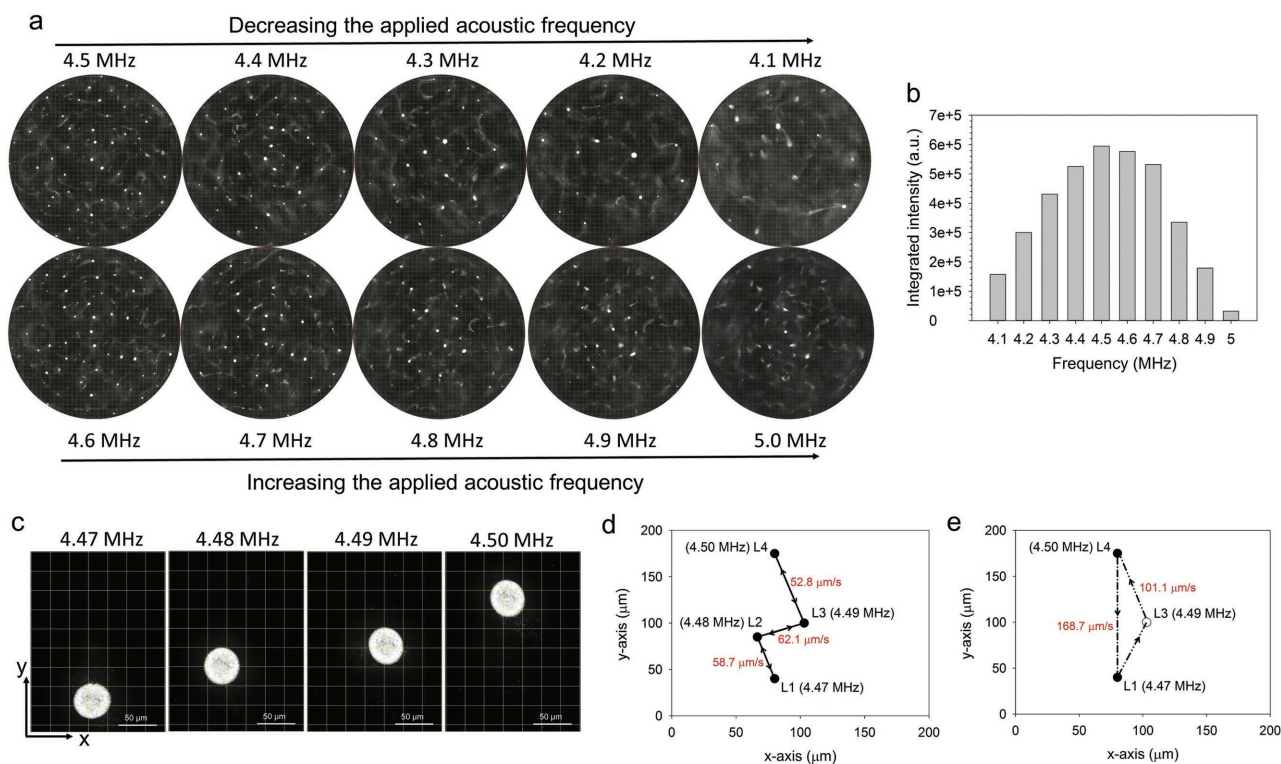 a
Decreasing the applied acoustic frequency
4.5 MHz 4.4 MHz 4.3 MHz 4.2 MHz 4.1 MHz
4.6 MHz 4.7 MHz 4.8 MHz 4.9 MHz 5.0 MHz
Increasing the applied acoustic frequency
b
Integrated intensity (a.u.)
7e+5
6e+5
5e+5
4e+5
3e+5
2e+5
1e+5
0
4.1 4.2 4.3 4.4 4.5 4.6 4.7 4.8 4.9 5
Frequency (MHz)
c
4.47 MHz 4.48 MHz 4.49 MHz 4.50 MHz
y
x
50 μm 50 μm 50 μm 50 μm
d
y-axis (μm)
200
150
100
50
0
(4.50 MHz) L4
52.8 μm/s
(4.48 MHz) L2
L3 (4.49 MHz)
62.1 μm/s
58.7 μm/s
L1 (4.47 MHz)
0 50 100 150 200
x-axis (μm)
e
y-axis (μm)
200
150
100
50
0
(4.50 MHz) L4
101.1 μm/s
L3 (4.49 MHz)
168.7 μm/s
L1 (4.47 MHz)
0 50 100 150 200
x-axis (μm)